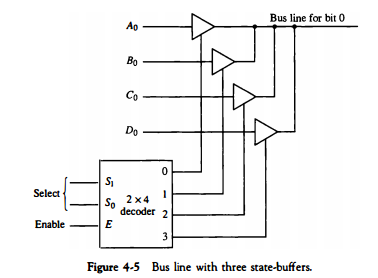 A0
Bus line for bit 0
B0
C0
D0
0
Select
S1
S0
2 × 4
decoder
1
2
Enable
E
3
Figure 4-5 Bus line with three state-buffers.